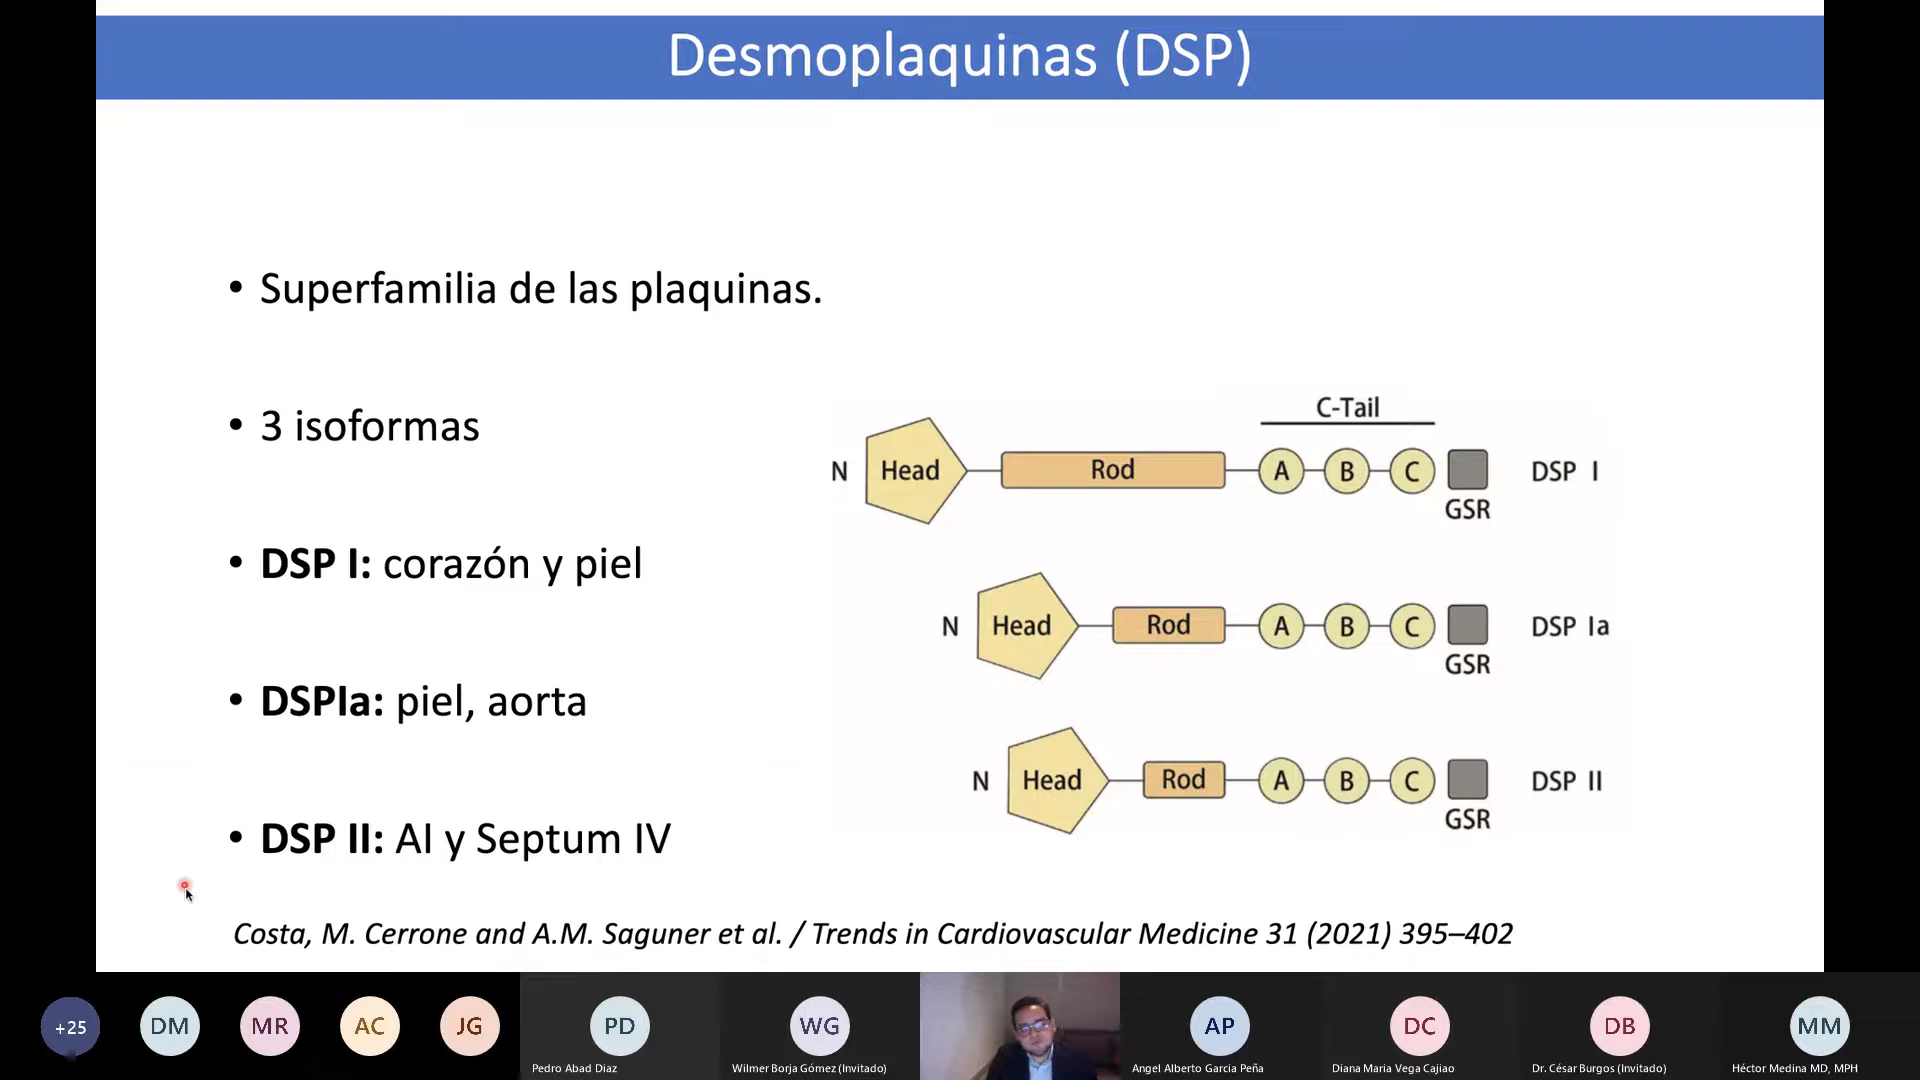 Desmoplaquinas (DSP)
• Superfamilia de las plaquinas.
• 3 isoformas
• DSP I: corazón y piel
• DSPIa: piel, aorta
• DSP II: AI y Septum IV
C-Tail
N Head Rod A B C DSP I
GSR
N Head Rod A B C DSP Ia
GSR
N Head Rod A B C DSP II
GSR
Costa, M. Cerrone and A.M. Saguner et al. / Trends in Cardiovascular Medicine 31 (2021) 395–402
+25 DM MR AC JG PD WG AP DC DB MM
Pedro Abad Diaz Wilmer Borja Gómez (Invitado) Angel Alberto Garcia Peña Diana Maria Vega Cajiao Dr. César Burgos (Invitado) Héctor Medina MD, MPH